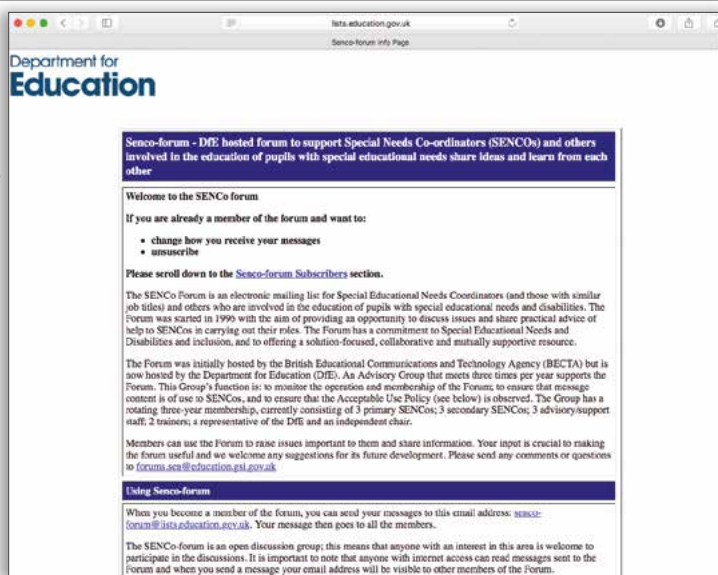 lists.education.gov.uk
Senco-forum Info Page
Department for
Education
Senco-forum - DfE hosted forum to support Special Needs Co-ordinators (SENCOs) and others
involved in the education of pupils with special educational needs share ideas and learn from each
other
Welcome to the SENCo forum
If you are already a member of the forum and want to:
• change how you receive your messages
• unsuscribe
Please scroll down to the Senco-forum Subscribers section.
The SENCo Forum is an electronic mailing list for Special Educational Needs Coordinators (and those with similar
job titles) and others who are involved in the education of pupils with special educational needs and disabilities. The
Forum was started in 1996 with the aim of providing an opportunity to discuss issues and share practical advice of
help to SENCos in carrying out their roles. The Forum has a commitment to Special Educational Needs and
Disabilities and inclusion, and to offering a solution-focused, collaborative and mutually supportive resource.
The Forum was initially hosted by the British Educational Communications and Technology Agency (BECTA) but is
now hosted by the Department for Education (DfE). An Advisory Group that meets three times per year supports the
Forum. This Group's function is: to monitor the operation and membership of the Forum; to ensure that message
content is of use to SENCos, and to ensure that the Acceptable Use Policy (see below) is observed. The Group has a
rotating three-year membership, currently consisting of 3 primary SENCos; 3 secondary SENCos; 3 advisory/support
staff; 2 trainers; a representative of the DfE and an independent chair.
Members can use the Forum to raise issues important to them and share information. Your input is crucial to making
the forum useful and we welcome any suggestions for its future development. Please send any comments or questions
to forums.sen@education.gsi.gov.uk
Using Senco-forum
When you become a member of the forum, you can send your messages to this email address: senco-
forum@lists.education.gov.uk. Your message then goes to all the members.
The SENCo-forum is an open discussion group; this means that anyone with an interest in this area is welcome to
participate in the discussions. It is important to note that anyone with internet access can read messages sent to the
Forum and when you send a message your email address will be visible to other members of the Forum.